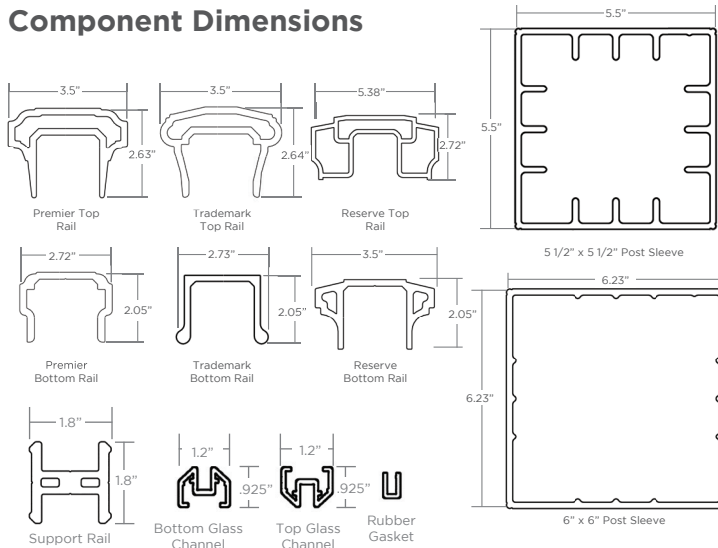 Component Dimensions
3.5”
2.63”
Premier Top
Rail
3.5”
2.64”
Trademark
Top Rail
5.38”
2.72”
Reserve Top
Rail
5.5”
5.5”
5 1/2” x 5 1/2” Post Sleeve
2.72”
2.05”
Premier
Bottom Rail
2.73”
2.05”
Trademark
Bottom Rail
3.5”
2.05”
Reserve
Bottom Rail
6.23”
6.23”
6” x 6” Post Sleeve
1.8”
1.8”
Support Rail
1.2”
.925”
Bottom Glass
Channel
1.2”
.925”
Top Glass
Channel
Rubber
Gasket